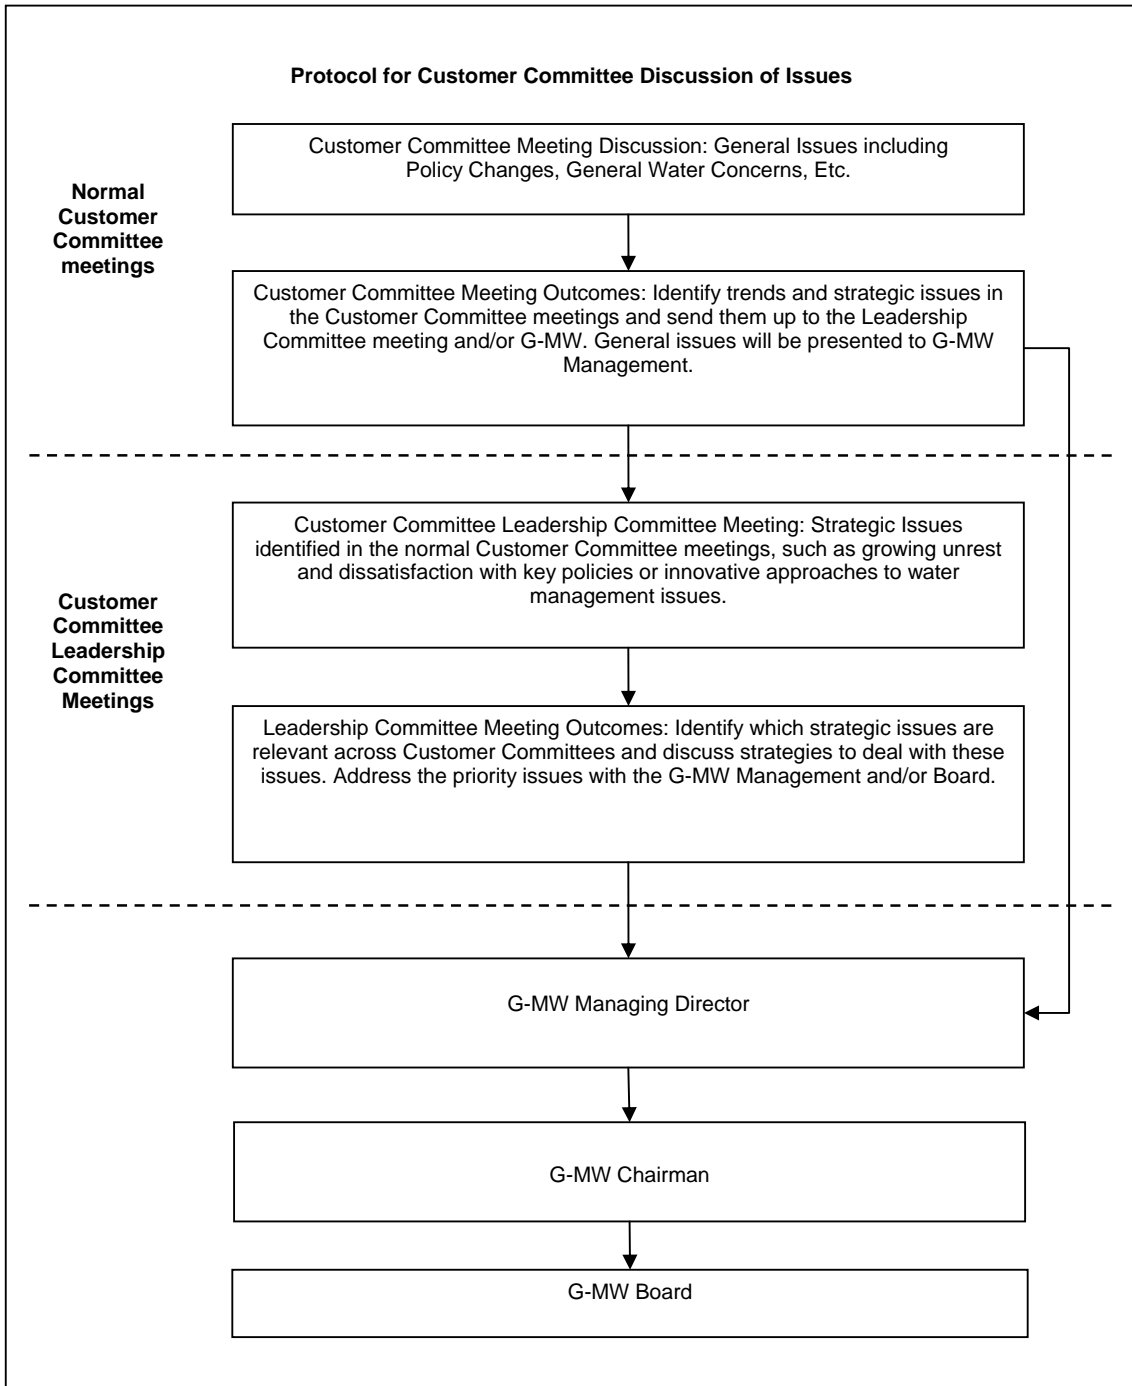 Protocol for Customer Committee Discussion of Issues
Customer Committee Meeting Discussion: General Issues including
Policy Changes, General Water Concerns, Etc.
Normal
Customer
Committee
meetings
Customer Committee Meeting Outcomes: Identify trends and strategic issues in
the Customer Committee meetings and send them up to the Leadership
Committee meeting and/or G-MW. General issues will be presented to G-MW
Management.
Customer Committee Leadership Committee Meeting: Strategic Issues
identified in the normal Customer Committee meetings, such as growing unrest
and dissatisfaction with key policies or innovative approaches to water
management issues.
Customer
Committee
Leadership
Committee
Meetings
Leadership Committee Meeting Outcomes: Identify which strategic issues are
relevant across Customer Committees and discuss strategies to deal with these
issues. Address the priority issues with the G-MW Management and/or Board.
G-MW Managing Director
G-MW Chairman
G-MW Board